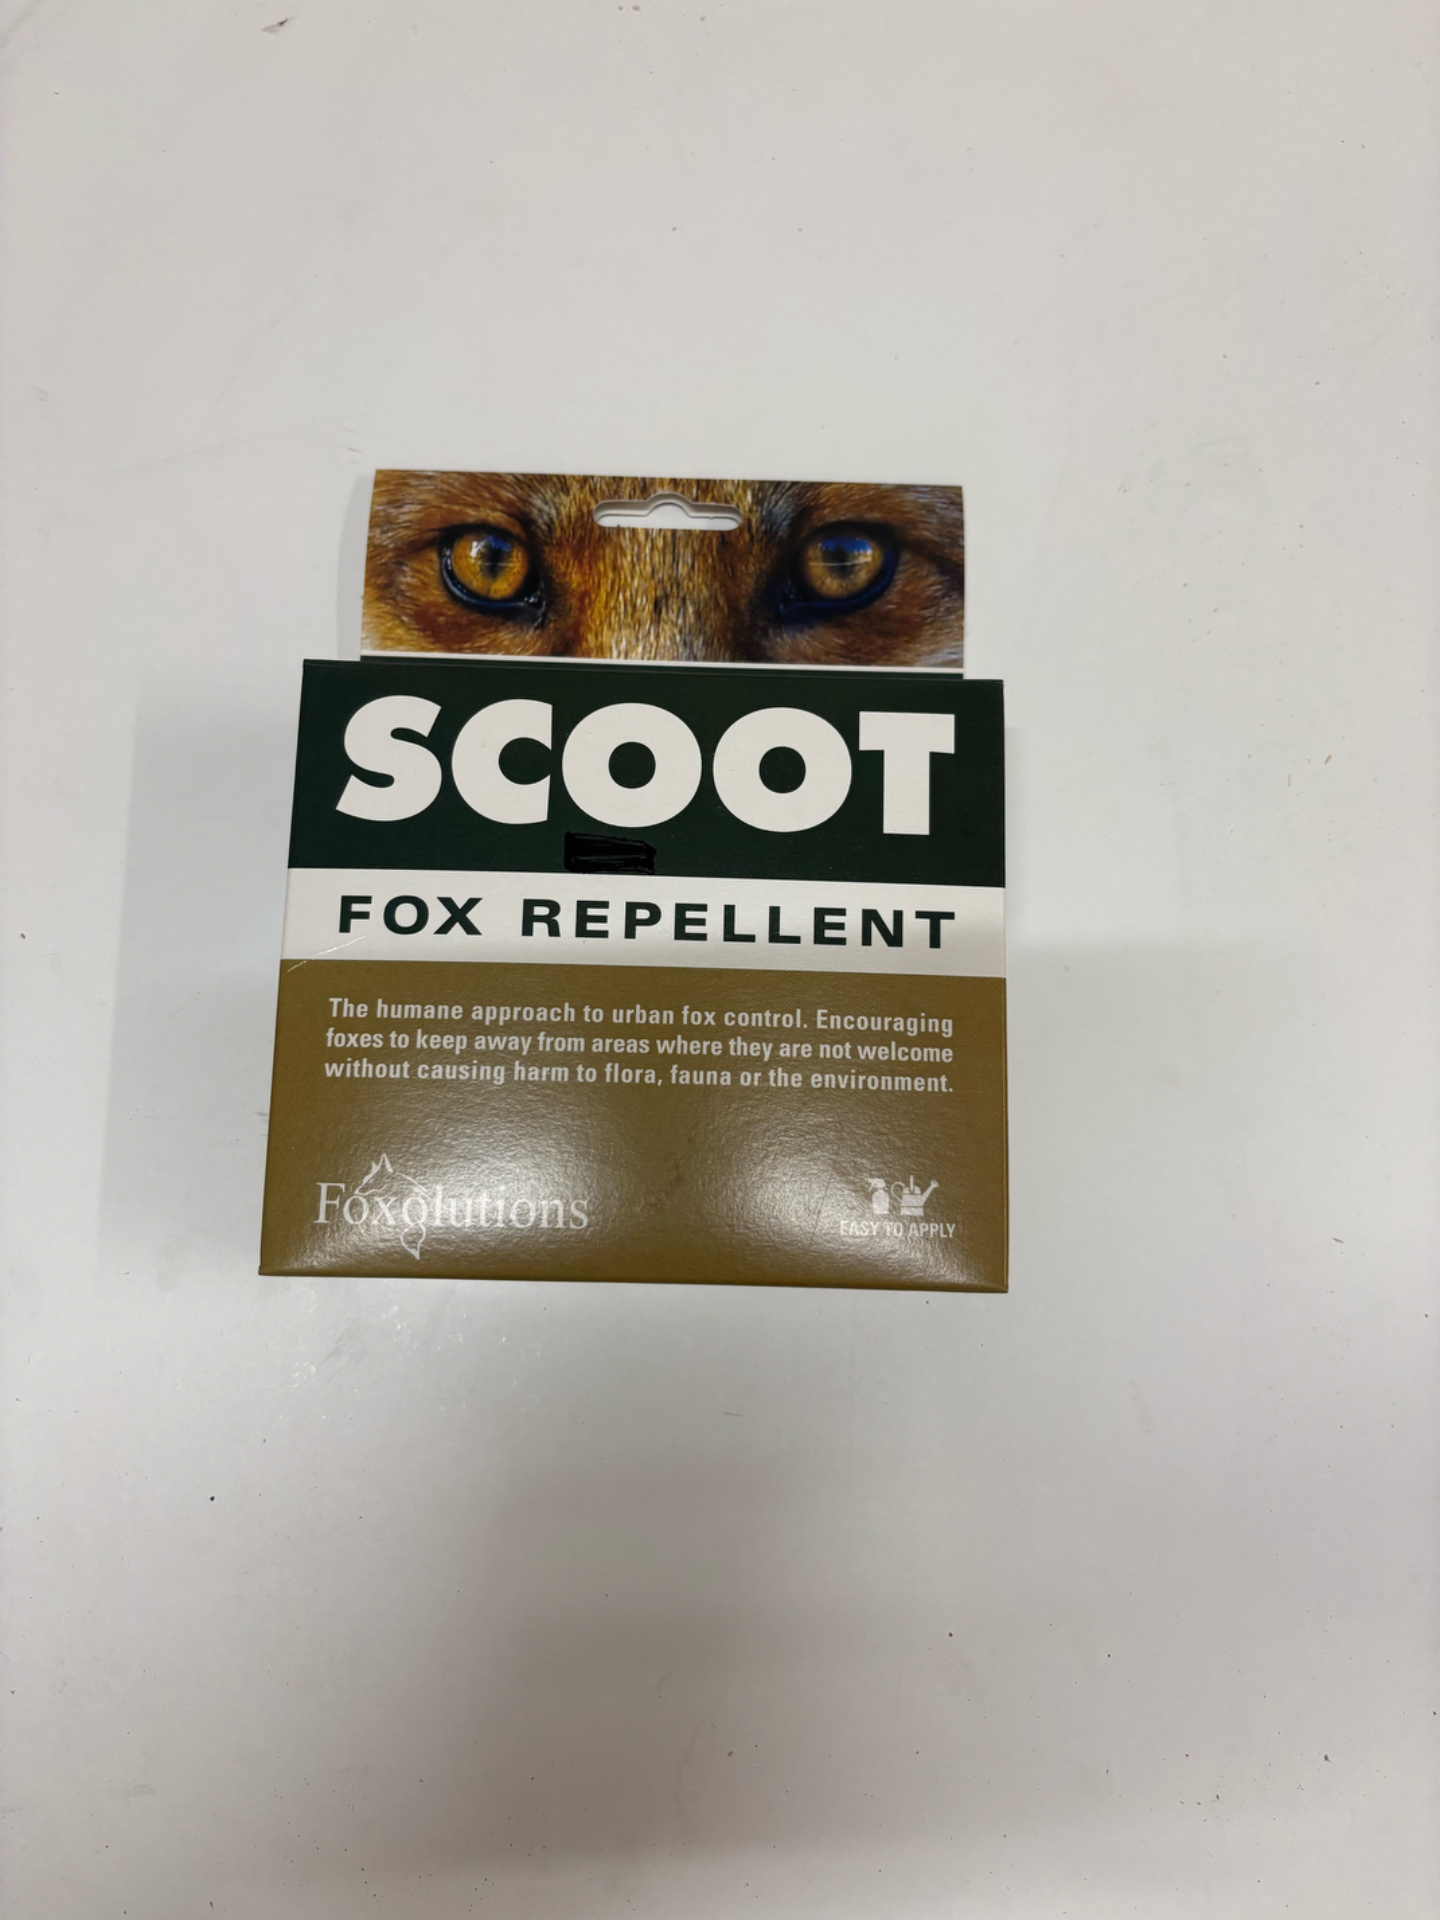 SCOOT
FOX REPELLENT
The humane approach to urban fox control. Encouraging
foxes to keep away from areas where they are not welcome
without causing harm to flora, fauna or the environment.
Foxolutions
EASY TO APPLY